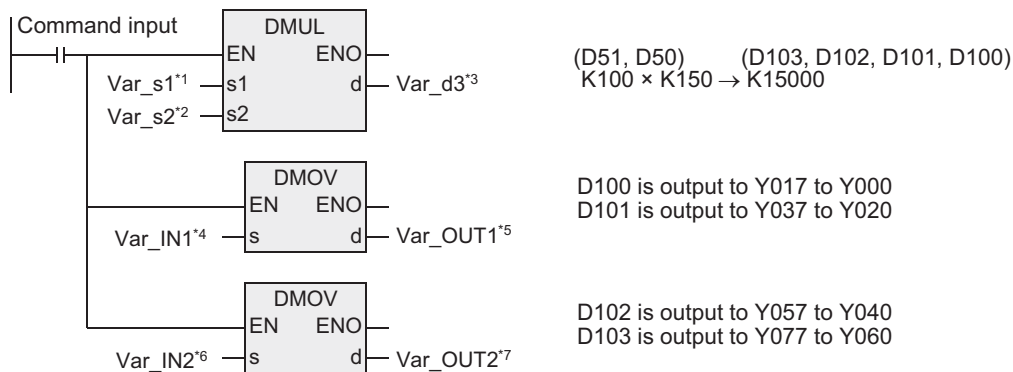 Command input
DMUL
EN ENO
Var_s1*1 s1 d Var_d3*3
Var_s2*2 s2
(D51, D50) (D103, D102, D101, D100)
K100 × K150 → K15000
DMOV
EN ENO
Var_IN1*4 s d Var_OUT1*5
D100 is output to Y017 to Y000
D101 is output to Y037 to Y020
DMOV
EN ENO
Var_IN2*6 s d Var_OUT2*7
D102 is output to Y057 to Y040
D103 is output to Y077 to Y060